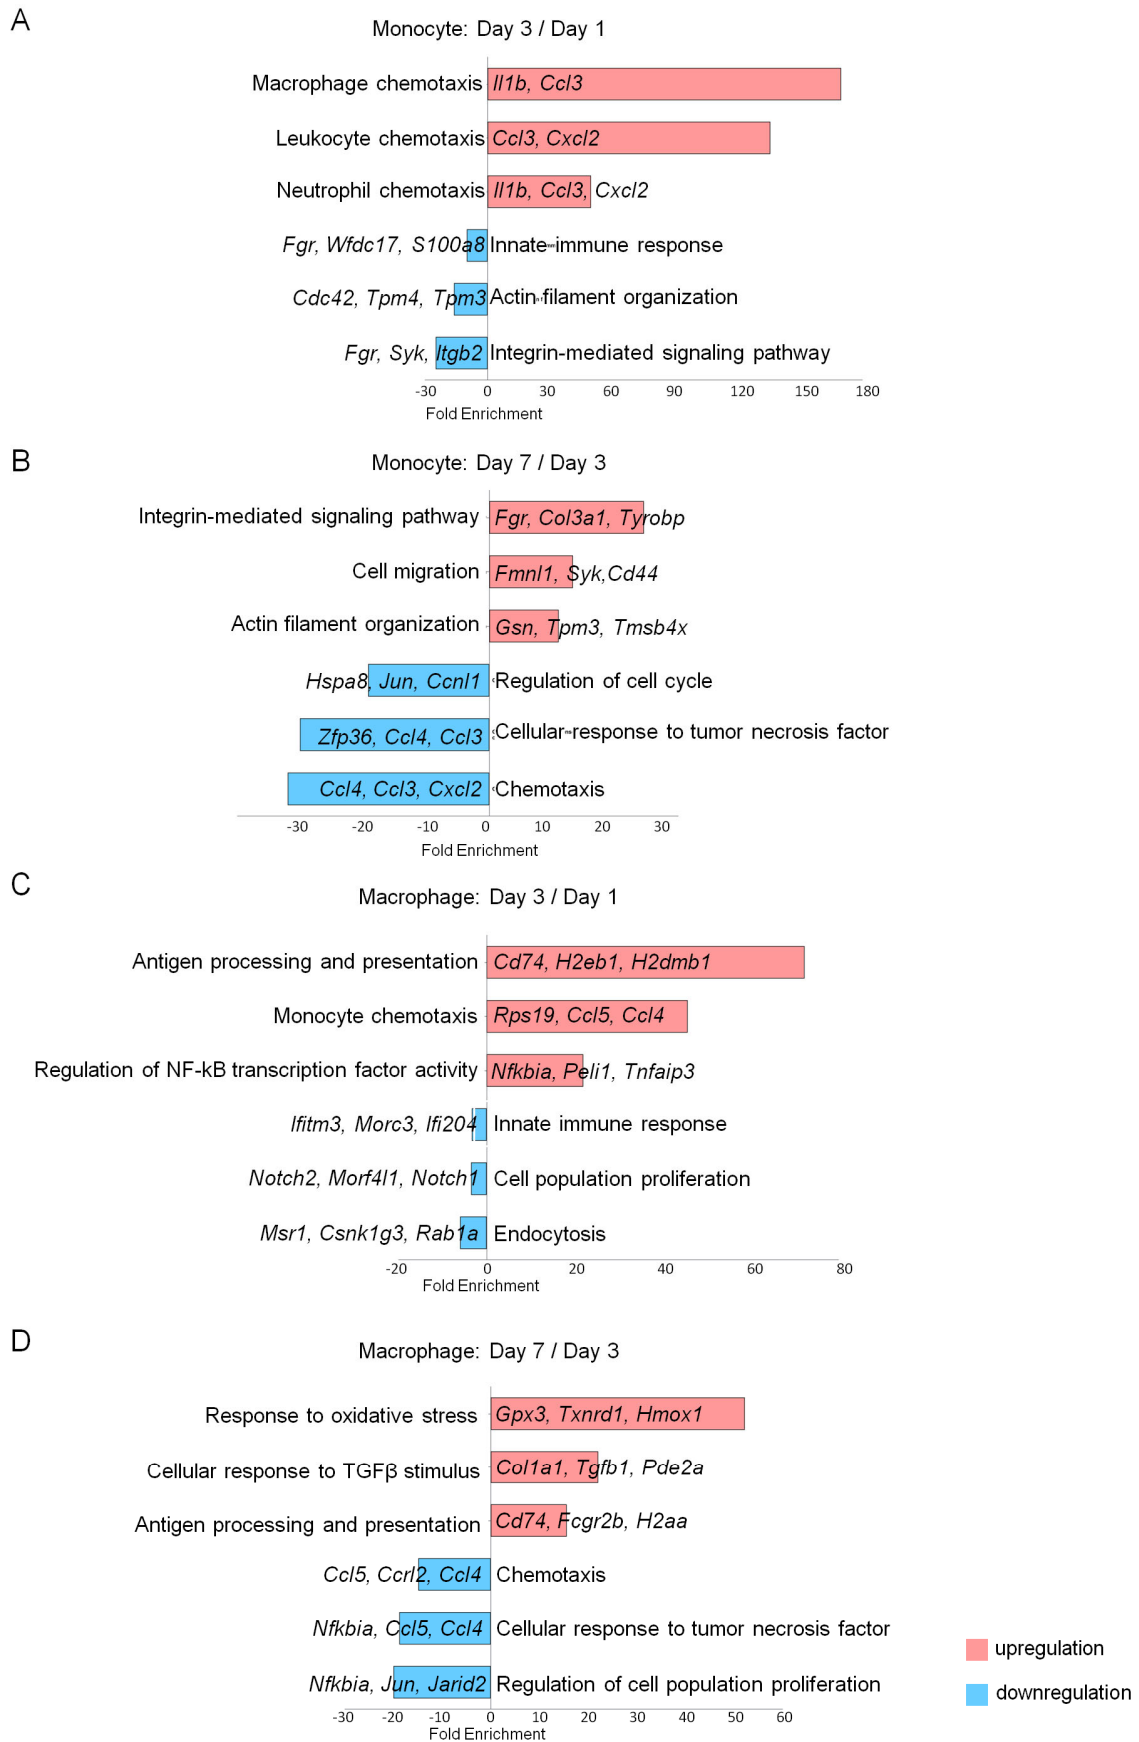 A
Monocyte: Day 3 / Day 1
Macrophage chemotaxis Il1b, Ccl3
Leukocyte chemotaxis Ccl3, Cxcl2
Neutrophil chemotaxis Il1b, Ccl3, Cxcl2
Fgr, Wfdc17, S100a8 Innate immune response
Cdc42, Tpm4, Tpm3 Actin filament organization
Fgr, Syk, Itgb2 Integrin-mediated signaling pathway
-30 0 30 60 90 120 150 180
Fold Enrichment
B
Monocyte: Day 7 / Day 3
Integrin-mediated signaling pathway Fgr, Col3a1, Tyrobp
Cell migration Fmnl1, Syk,Cd44
Actin filament organization Gsn, Tpm3, Tmsb4x
Hspa8, Jun, Ccnl1 Regulation of cell cycle
Zfp36, Ccl4, Ccl3 Cellular response to tumor necrosis factor
Ccl4, Ccl3, Cxcl2 Chemotaxis
-30 -20 -10 0 10 20 30
Fold Enrichment
C
Macrophage: Day 3 / Day 1
Antigen processing and presentation Cd74, H2eb1, H2dmb1
Monocyte chemotaxis Rps19, Ccl5, Ccl4
Regulation of NF-kB transcription factor activity Nfkbia, Peli1, Tnfaip3
Ifitm3, Morc3, Ifi204 Innate immune response
Notch2, Morf4l1, Notch1 Cell population proliferation
Msr1, Csnk1g3, Rab1a Endocytosis
-20 0 20 40 60 80
Fold Enrichment
D
Macrophage: Day 7 / Day 3
Response to oxidative stress Gpx3, Txnrd1, Hmox1
Cellular response to TGFβ stimulus Col1a1, Tgfb1, Pde2a
Antigen processing and presentation Cd74, Fcgr2b, H2aa
Ccl5, Ccrl2, Ccl4 Chemotaxis
Nfkbia, Ccl5, Ccl4 Cellular response to tumor necrosis factor
Nfkbia, Jun, Jarid2 Regulation of cell population proliferation
-30 -20 -10 0 10 20 30 40 50 60
Fold Enrichment
upregulation
downregulation